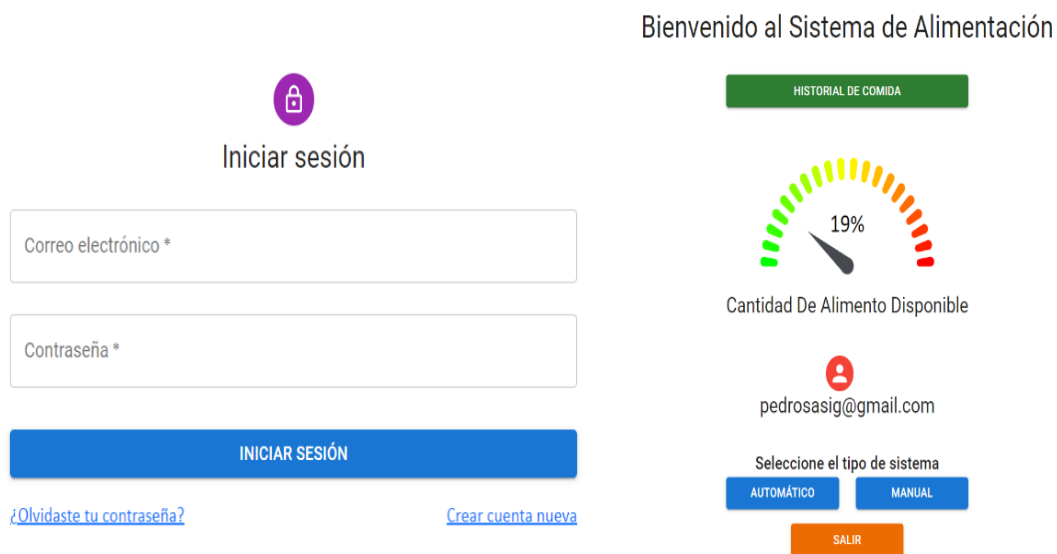 Iniciar sesión
Correo electrónico *
Contraseña *
INICIAR SESIÓN
¿Olvidaste tu contraseña?
Crear cuenta nueva
Bienvenido al Sistema de Alimentación
HISTORIAL DE COMIDA
19%
Cantidad De Alimento Disponible
pedrosasig@gmail.com
Seleccione el tipo de sistema
AUTOMÁTICO
MANUAL
SALIR